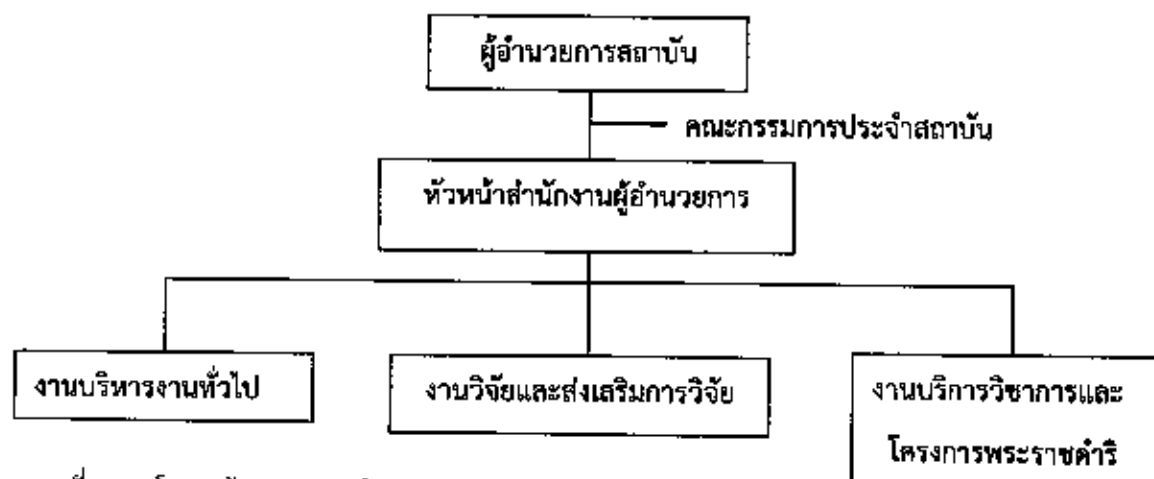 ผู้อำนวยการสถาบัน
คณะกรรมการประจำสถาบัน
หัวหน้าสำนักงานผู้อำนวยการ
งานบริหารงานทั่วไป
งานวิจัยและส่งเสริมการวิจัย
งานบริการวิชาการและ
โครงการพระราชดำริ